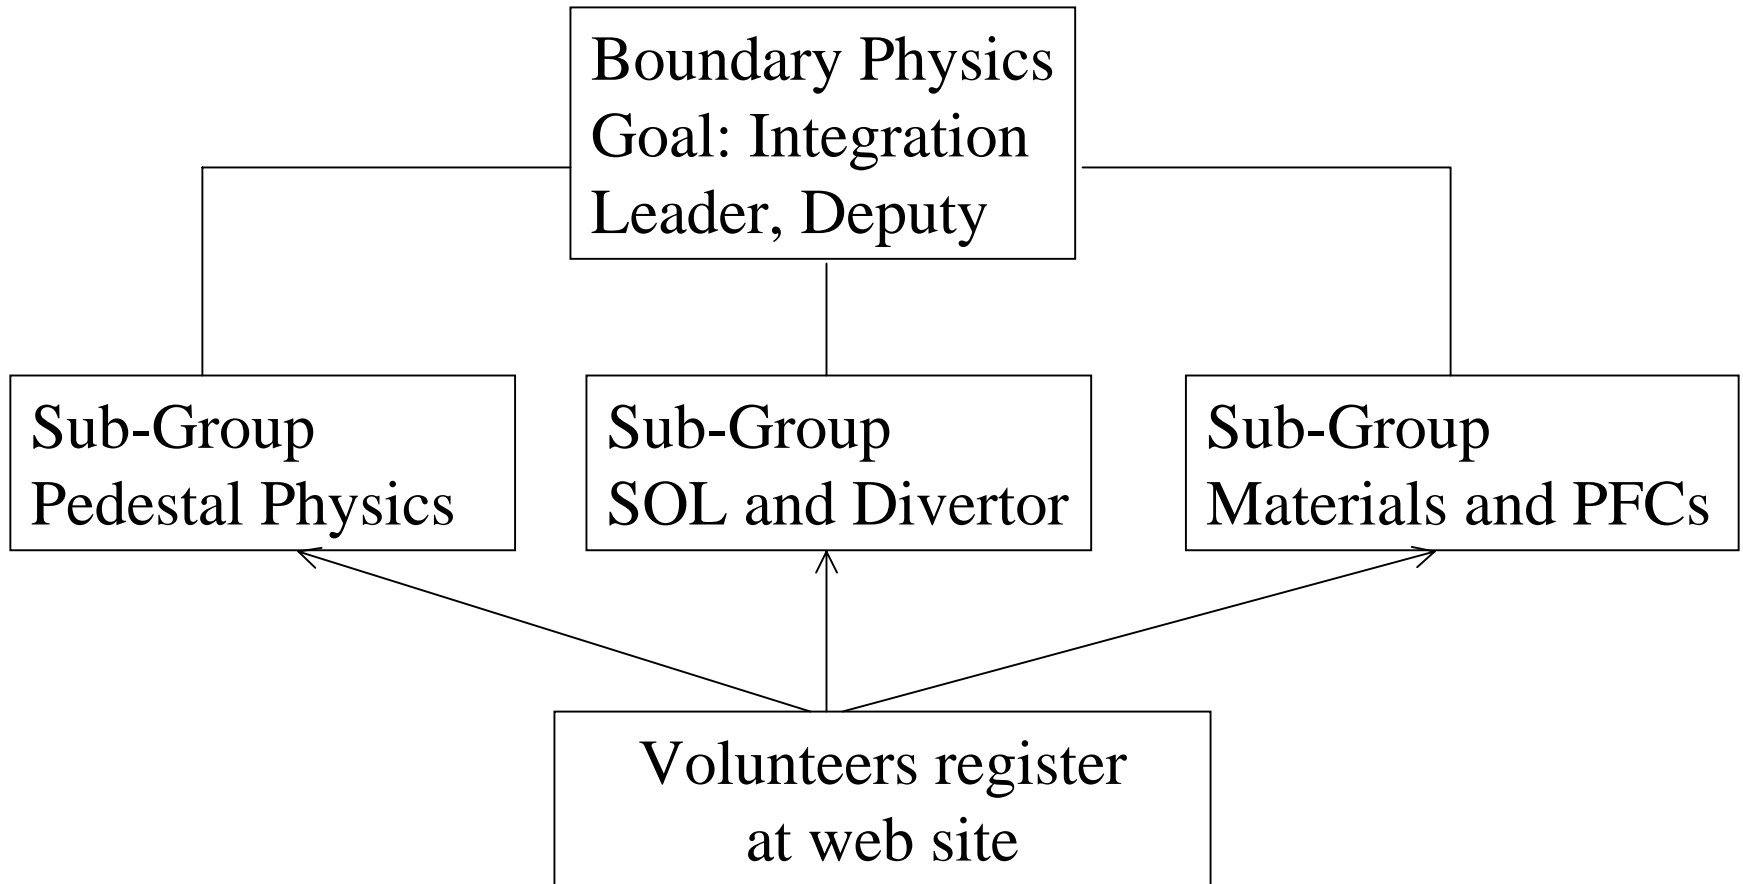 Boundary Physics
Goal: Integration
Leader, Deputy
Sub-Group
Pedestal Physics
Sub-Group
SOL and Divertor
Sub-Group
Materials and PFCs
Volunteers register
at web site